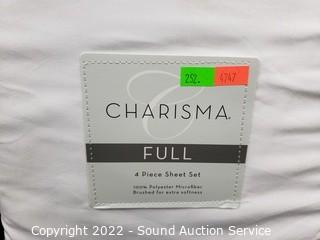 252. 4747
CHARISMA®
FULL
4 Piece Sheet Set
100% Polyester Microfiber
Brushed for extra softness
Copyright 2022 - Sound Auction Service